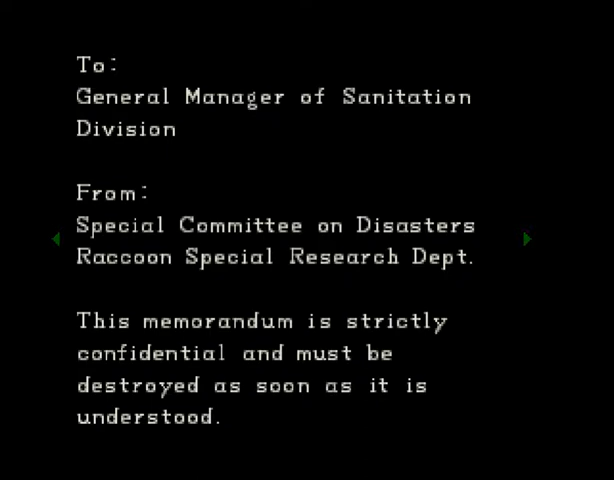 To:
General Manager of Sanitation
Division
From:
Special Committee on Disasters
Raccoon Special Research Dept.
This memorandum is strictly
confidential and must be
destroyed as soon as it is
understood.